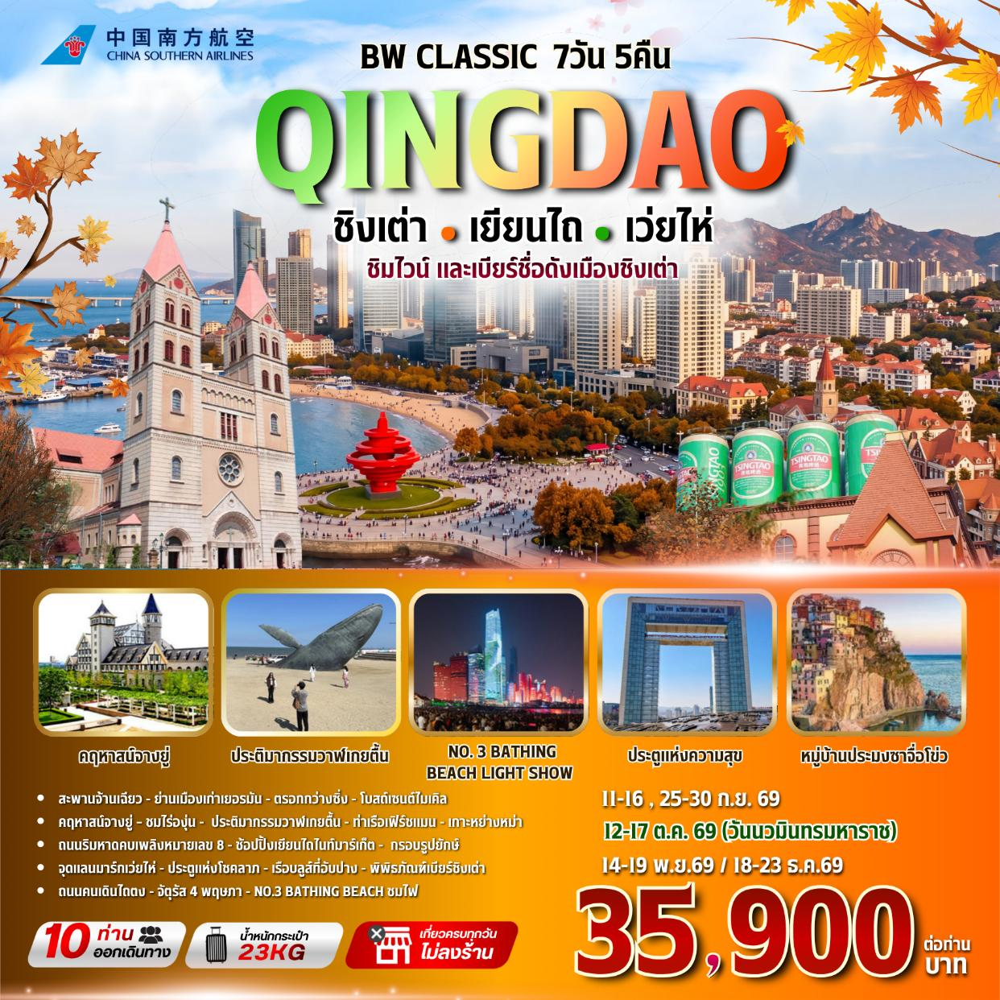 中国南方航空
CHINA SOUTHERN AIRLINES
BW CLASSIC 7วัน 5คืน
QINGDAO
ชิงเต่า • เยียนไถ • เว่ยไห่
ชิมไวน์ และเบียร์ชื่อดังเมืองชิงเต่า
TSINGTAO
TSINGTAO
คฤหาสน์จางยู่
ประติมากรรมวาฬเกยตื้น
NO. 3 BATHING
BEACH LIGHT SHOW
ประตูแห่งความสุข
หมู่บ้านประมงซาจื่อโข่ว
• สะพานจ้านเฉียว - ย่านเมืองเก่าเยอรมัน - ตรอกกว่างซิ่ง - โบสถ์เซนต์ไมเคิล
• คฤหาสน์จางยู่ – ชมไร่องุ่น - ประติมากรรมวาฬเกยตื้น - ท่าเรือเฟิร์ชแมน - เกาะหย่างหม่า
• ถนนริมหาดคบเพลิงหมายเลข 8 - ช้อปปิ้งเยียนไถไนท์มาร์เก็ต - กรอบรูปยักษ์
• จุดแลนมาร์กเว่ยไห่ - ประตูแห่งโชคลาภ - เรือบลูส์ที่อับปาง - พิพิธภัณฑ์เบียร์ชิงเต่า
• ถนนคนเดินไถตง - จัตุรัส 4 พฤษภา - NO.3 BATHING BEACH ชมไฟ
11-16 , 25-30 ก.ย. 69
12-17 ต.ค. 69 (วันนวมินทรมหาราช)
14-19 พ.ย.69 / 18-23 ธ.ค.69
35,900
ต่อท่าน
บาท
10 ท่าน
ออกเดินทาง
น้ำหนักกระเป๋า
23KG
เที่ยวครบทุกวัน
ไม่ลงร้าน